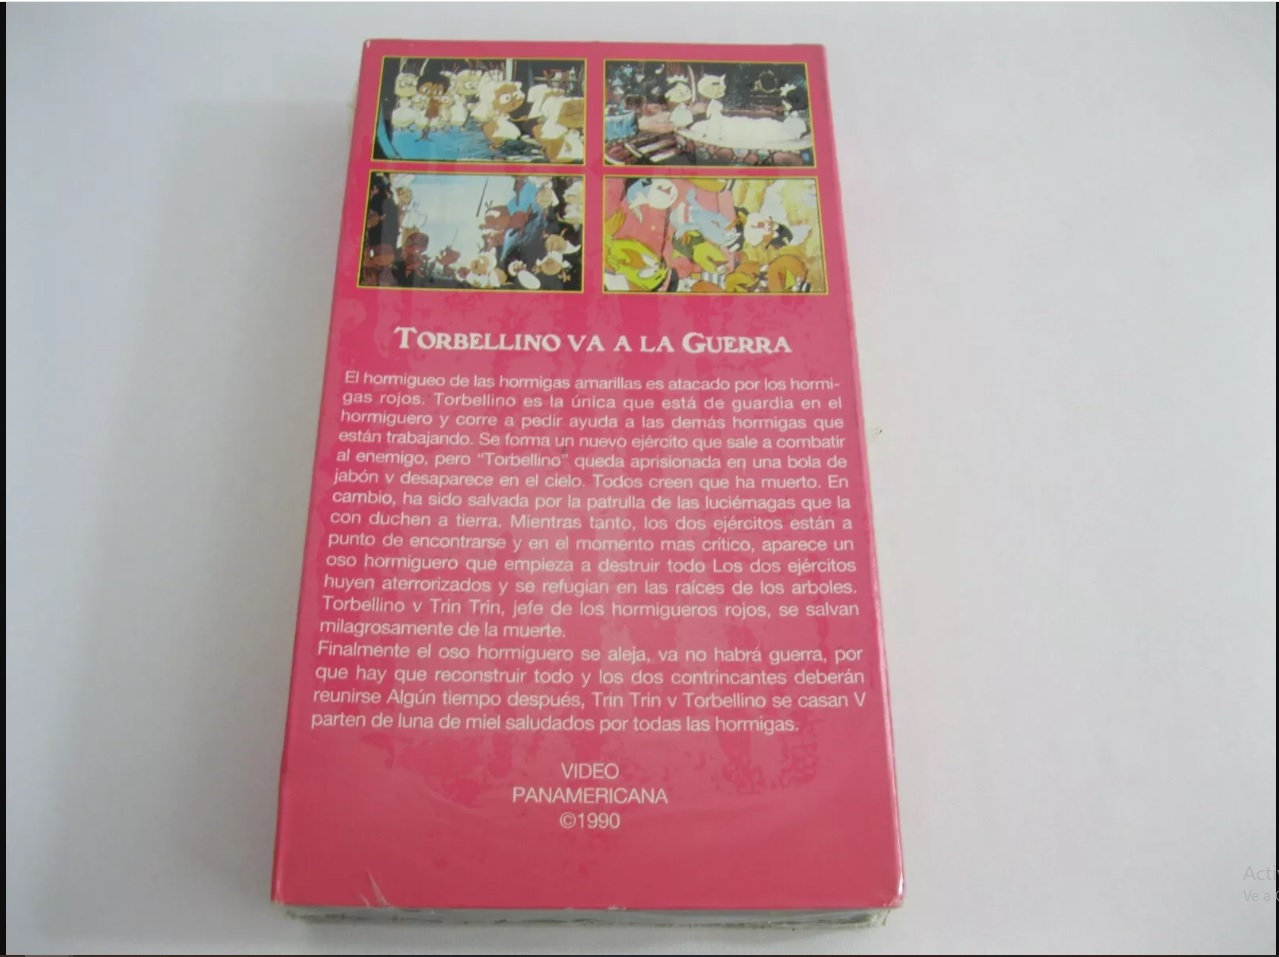 TORBELLINO VA A LA GUERRA
El hormigueo de las hormigas amarillas es atacado por los hormi-
gas rojos. Torbellino es la única que está de guardia en el
hormiguero y corre a pedir ayuda a las demás hormigas que
están trabajando. Se forma un nuevo ejército que sale a combatir
al enemigo, pero "Torbellino" queda aprisionada en una bola de
jabón v desaparece en el cielo. Todos creen que ha muerto. En
cambio, ha sido salvada por la patrulla de las luciémagas que la
con duchen a tierra. Mientras tanto, los dos ejércitos están a
punto de encontrarse y en el momento mas crítico, aparece un
oso hormiguero que empieza a destruir todo Los dos ejércitos
huyen aterrorizados y se refugian en las raíces de los arboles.
Torbellino v Trin Trin, jefe de los hormigueros rojos, se salvan
milagrosamente de la muerte.
Finalmente el oso hormiguero se aleja, va no habrá guerra, por
que hay que reconstruir todo y los dos contrincantes deberán
reunirse Algún tiempo después, Trin Trin v Torbellino se casan V
parten de luna de miel saludados por todas las hormigas.
VIDEO
PANAMERICANA
©1990
Acti
Ve a